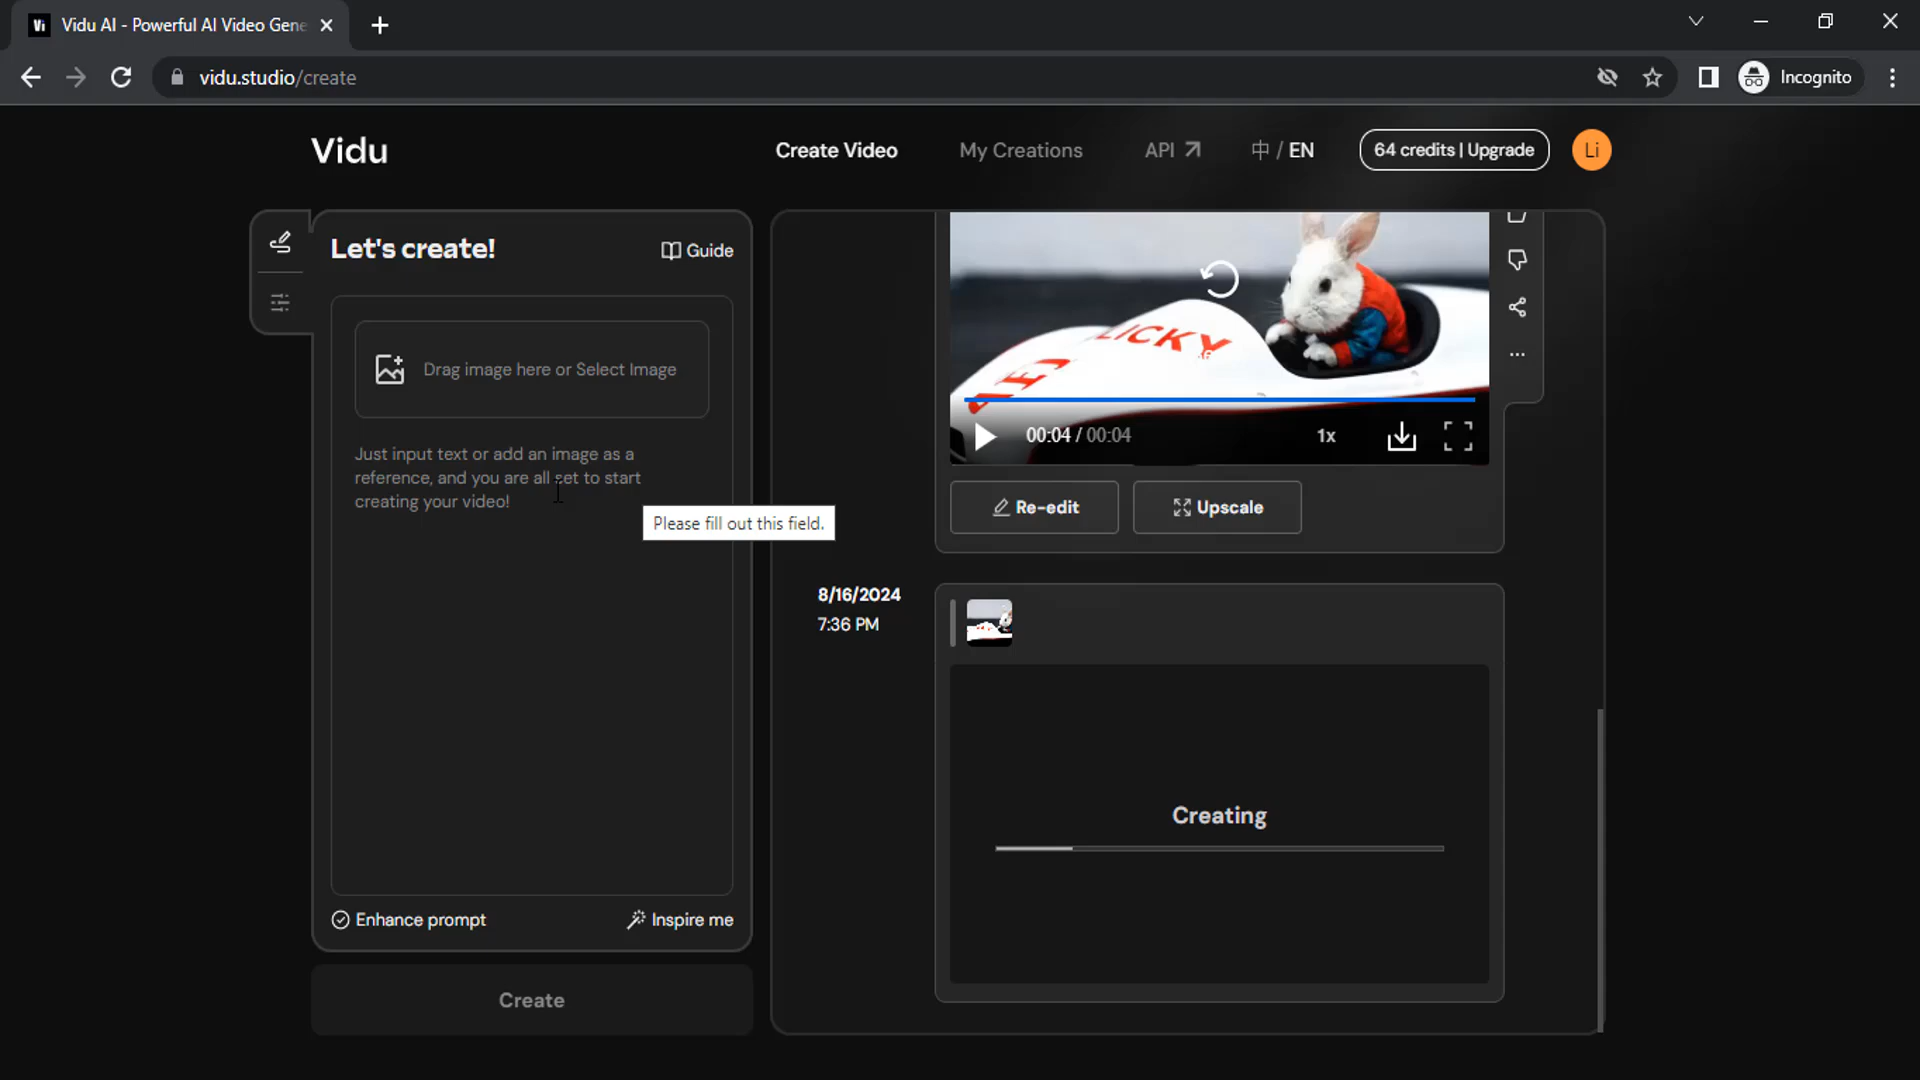 Vi Vidu AI - Powerful AI Video Gene
vidu.studio/create
Incognito
Vidu
Create Video
My Creations
API
中 / EN
64 credits | Upgrade
Li
Let's create!
Guide
Drag image here or Select Image
Just input text or add an image as a
reference, and you are all set to start
creating your video!
Please fill out this field.
Enhance prompt
Inspire me
Create
LICKY
00:04 / 00:04
1x
Re-edit
Upscale
8/16/2024
7:36 PM
Creating